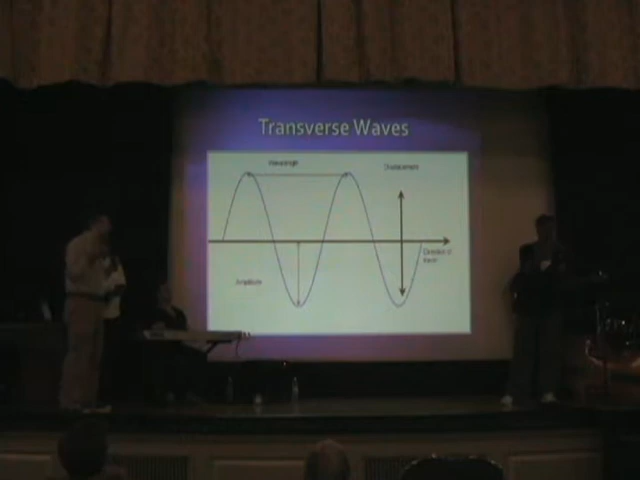 Transverse Waves
Wavelength
Displacement
Direction of
travel
Amplitude